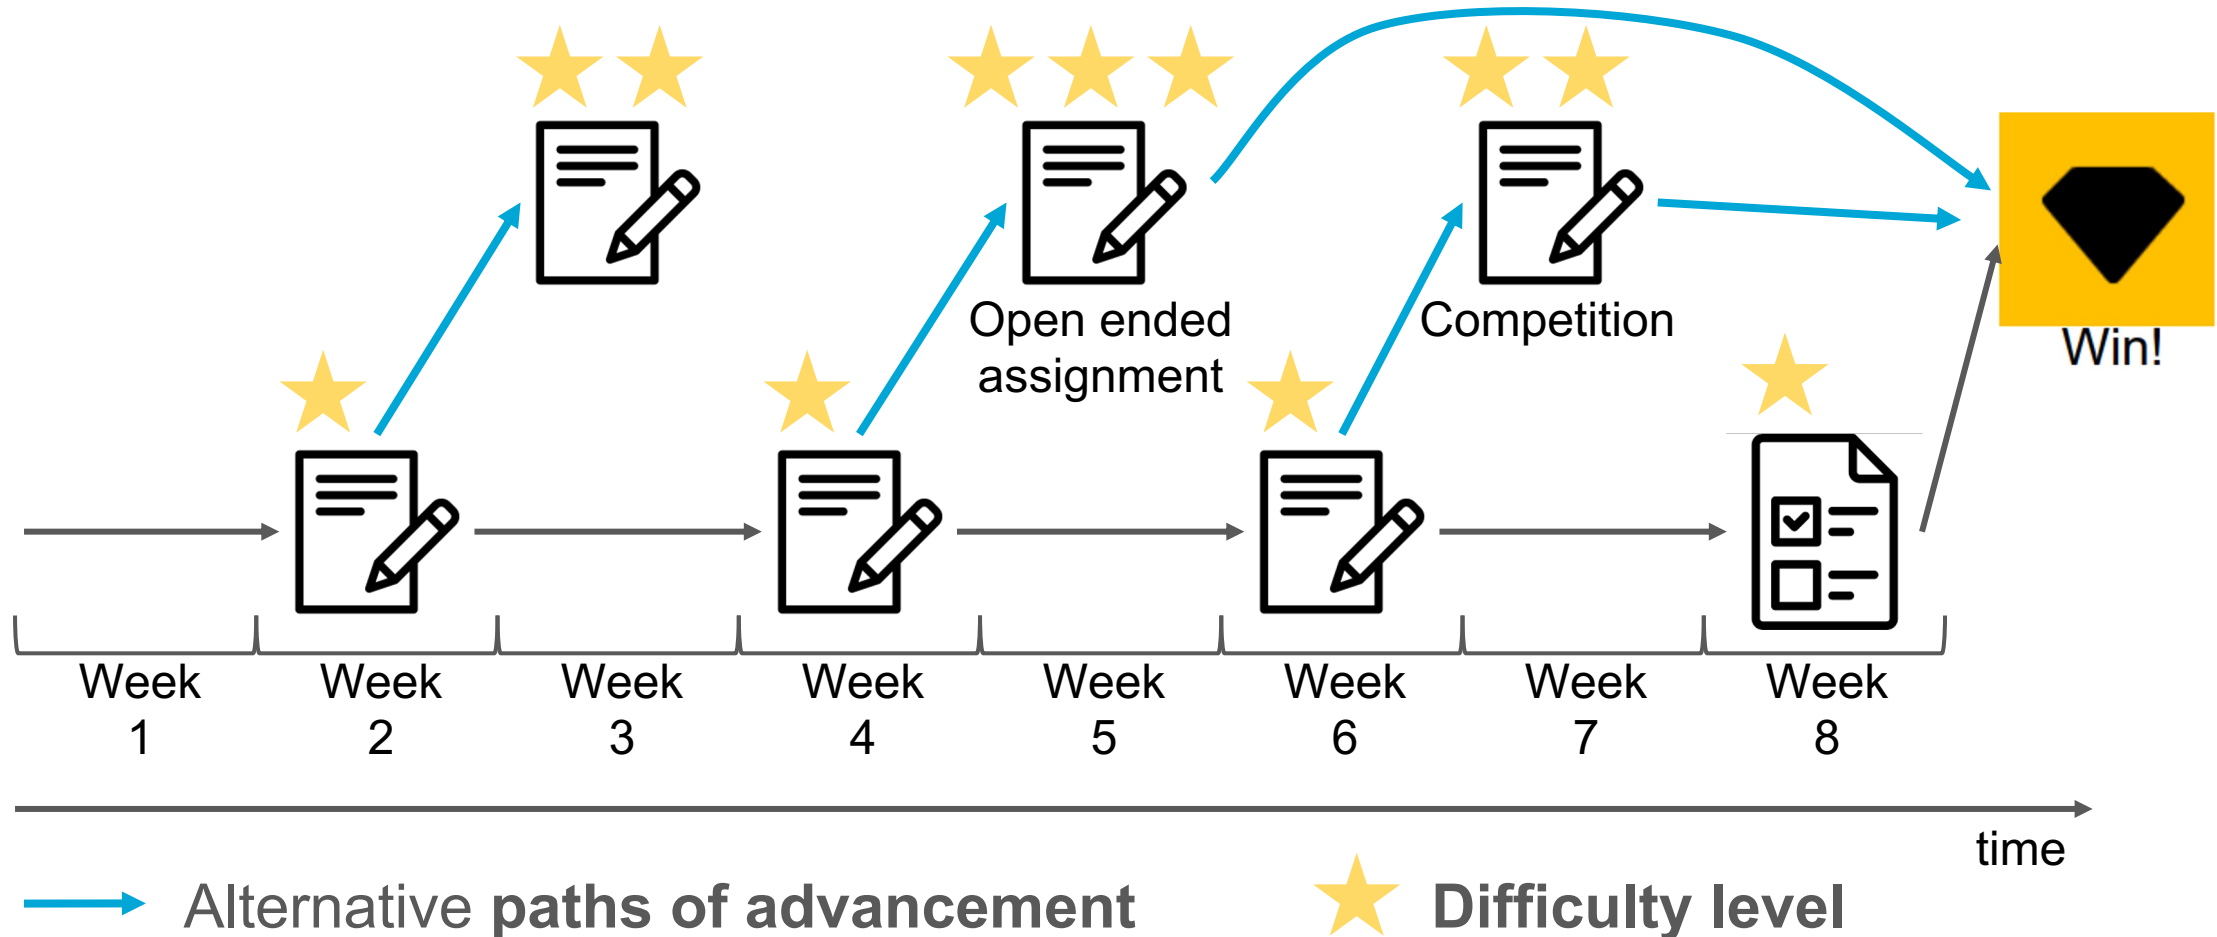 Open ended
assignment
Competition
Win!
Week
1
Week
2
Week
3
Week
4
Week
5
Week
6
Week
7
Week
8
time
Alternative paths of advancement
Difficulty level